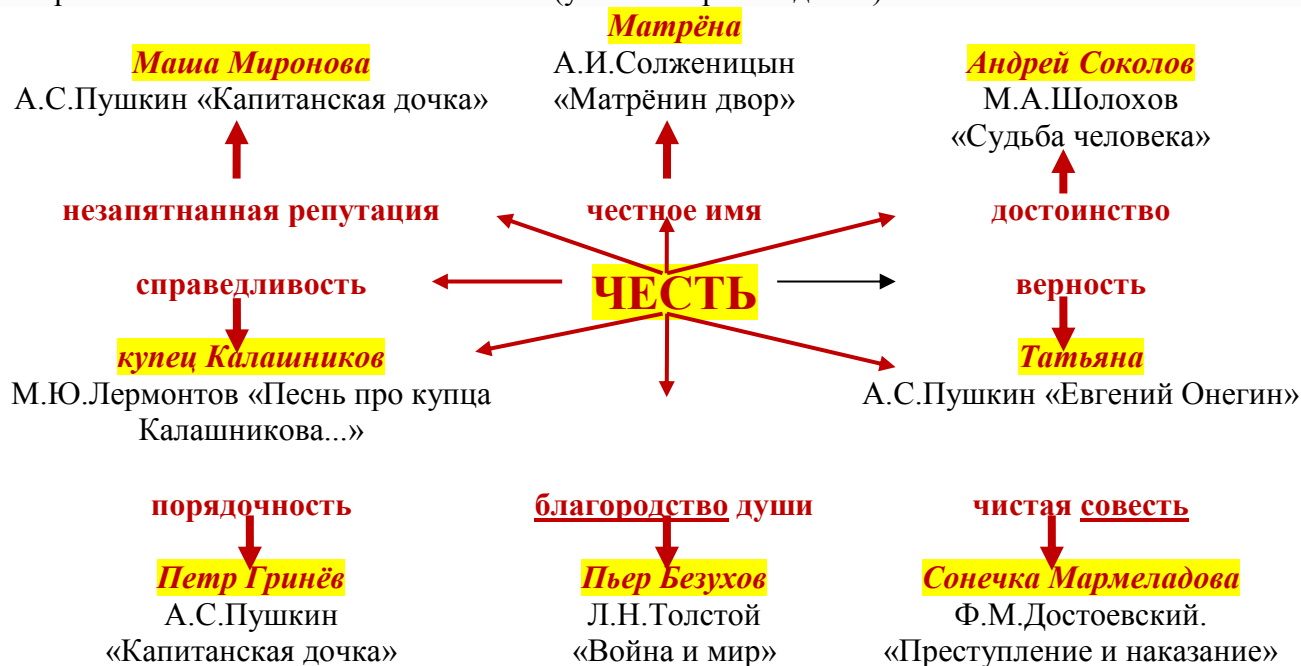 Матрёна
Маша Миронова
А.И.Солженицын
Андрей Соколов
А.С.Пушкин «Капитанская дочка»
«Матрёнин двор»
М.А.Шолохов
«Судьба человека»
незапятнанная репутация
честное имя
достоинство
справедливость
ЧЕСТЬ
верность
купец Калашников
Татьяна
М.Ю.Лермонтов «Песнь про купца
Калашникова...»
А.С.Пушкин «Евгений Онегин»
порядочность
благородство души
чистая совесть
Петр Гринёв
Пьер Безухов
Сонечка Мармеладова
А.С.Пушкин
Л.Н.Толстой
Ф.М.Достоевский.
«Капитанская дочка»
«Война и мир»
«Преступление и наказание»